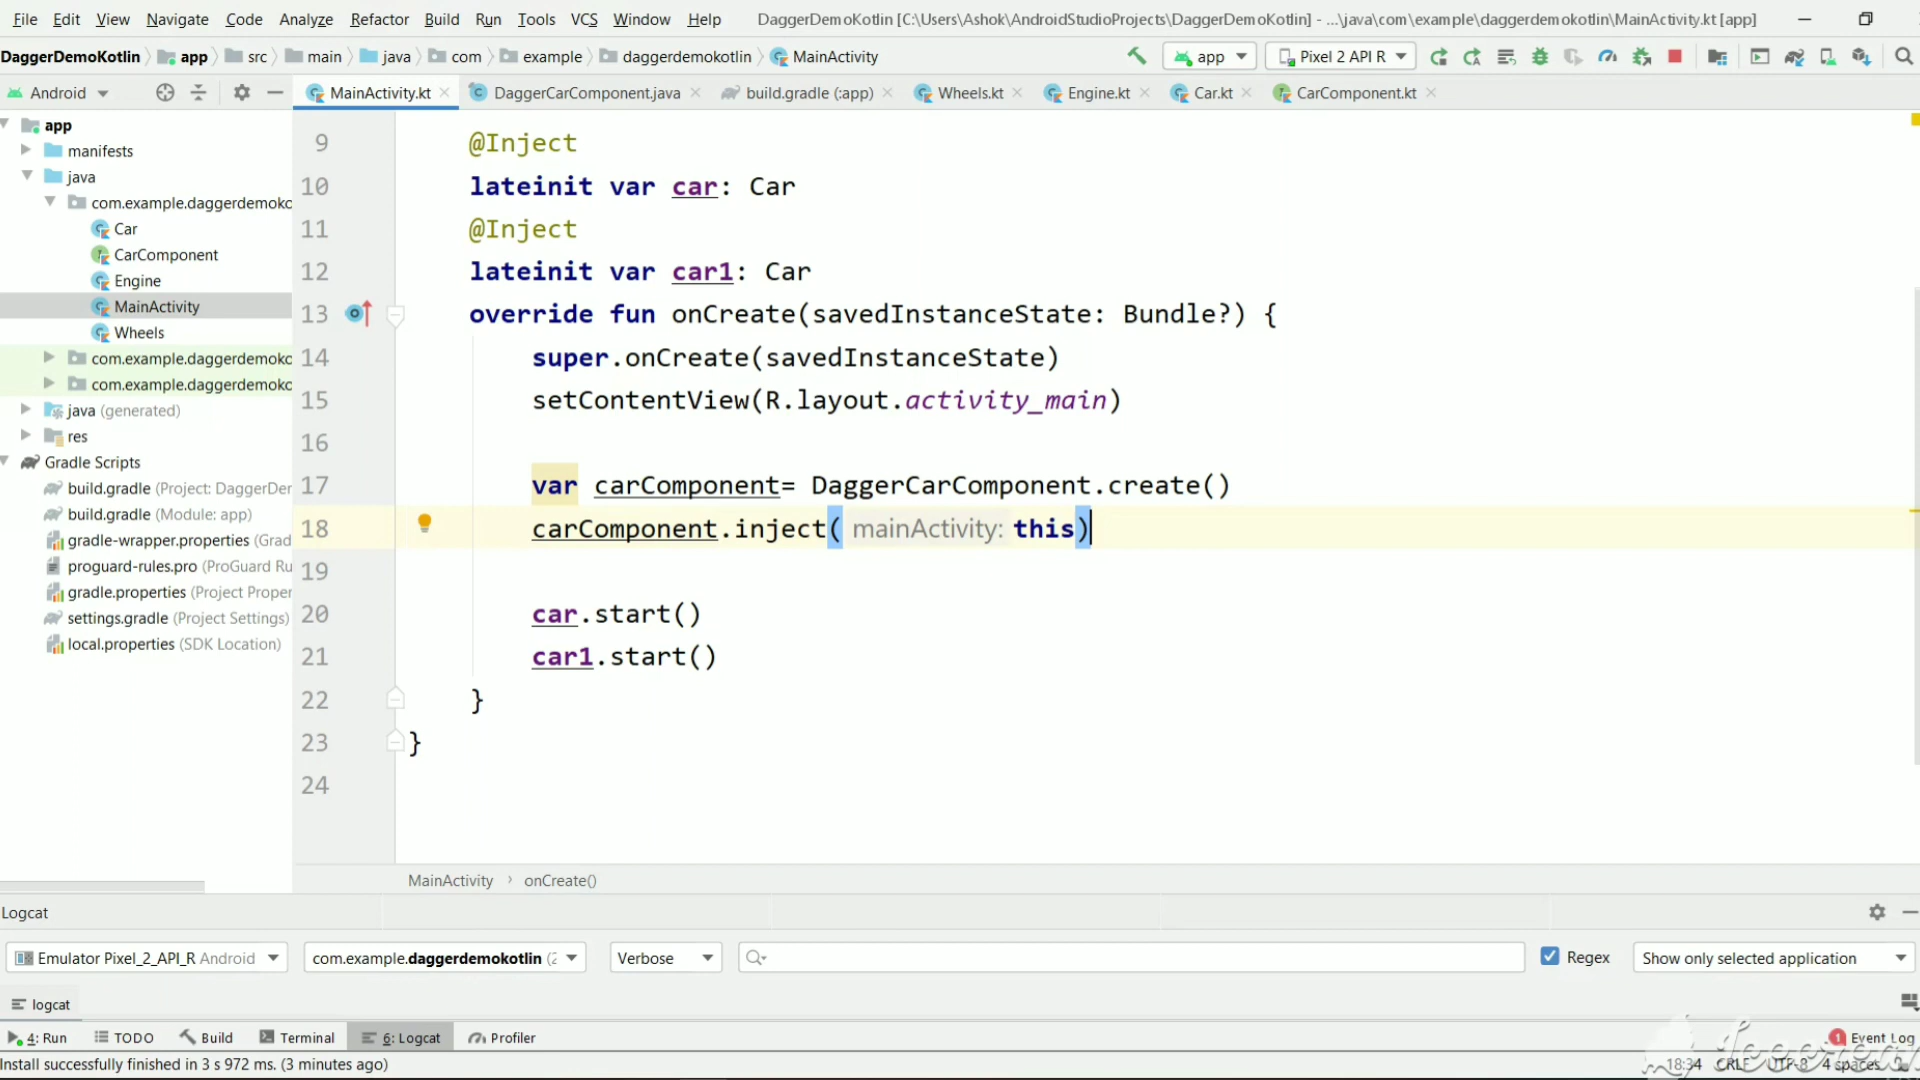 File Edit View Navigate Code Analyze Refactor Build Run Tools VCS Window Help DaggerDemoKotlin [C:\Users\Ashok\AndroidStudioProjects\DaggerDemoKotlin] - ...\java\com\example\daggerdemokotlin\MainActivity.kt [app]
DaggerDemoKotlin app src main java com example daggerdemokotlin MainActivity app Pixel 2 API R
Android MainActivity.kt DaggerCarComponent.java build.gradle (:app) Wheels.kt Engine.kt Car.kt CarComponent.kt
app
manifests
java
com.example.daggerdemoko
Car
CarComponent
Engine
MainActivity
Wheels
com.example.daggerdemoko
com.example.daggerdemoko
java (generated)
res
Gradle Scripts
build.gradle (Project: DaggerDer
build.gradle (Module: app)
gradle-wrapper.properties (Grad
proguard-rules.pro (ProGuard Ru
gradle.properties (Project Proper
settings.gradle (Project Settings)
local.properties (SDK Location)
9 @Inject
10 lateinit var car: Car
11 @Inject
12 lateinit var car1: Car
13 override fun onCreate(savedInstanceState: Bundle?) {
14 super.onCreate(savedInstanceState)
15 setContentView(R.layout.activity_main)
16
17 var carComponent= DaggerCarComponent.create()
18 carComponent.inject( mainActivity: this)
19
20 car.start()
21 car1.start()
22 }
23 }
24
MainActivity › onCreate()
Logcat
Emulator Pixel_2_API_R Android com.example.daggerdemokotlin (2 Verbose Regex Show only selected application
logcat
4: Run TODO Build Terminal 6: Logcat Profiler 1 Event Log
Install successfully finished in 3 s 972 ms. (3 minutes ago) 18:34 CRLF UTF-8 4 spaces